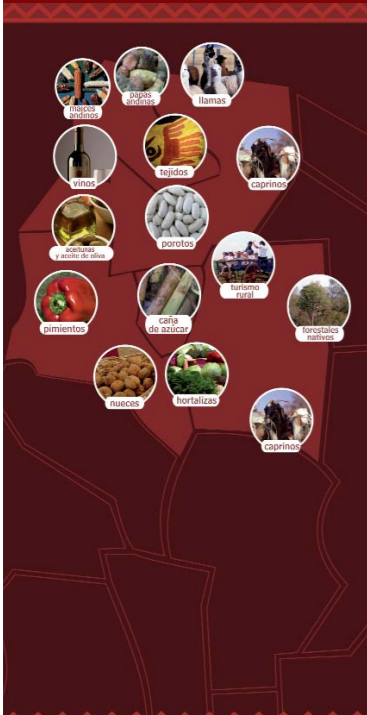 maíces
andinos
papas
andinas
llamas
vinos
tejidos
caprinos
aceitunas
y aceite de oliva
porotos
turismo
rural
pimientos
caña
de azúcar
forestales
nativos
nueces
hortalizas
caprinos